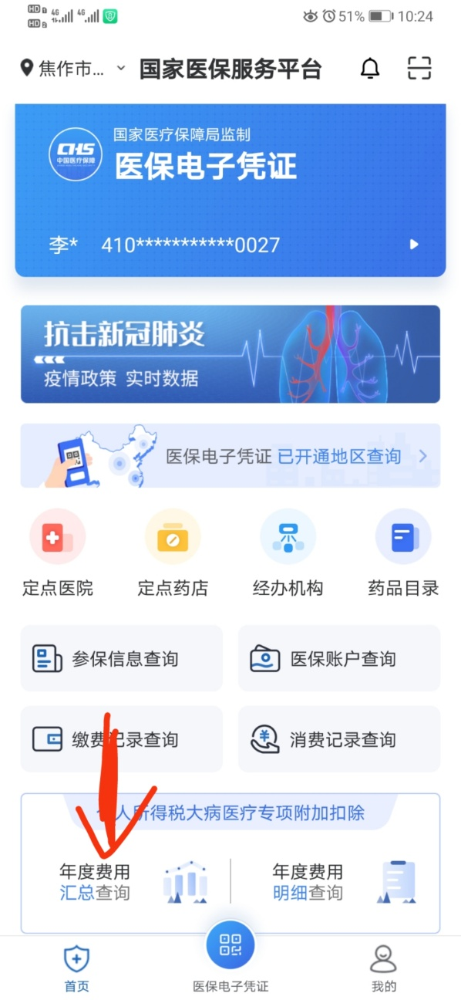 HD 1 4G 4G 51% 10:24
HD 2
焦作市... 国家医保服务平台
国家医疗保障局监制
CHS
中国医疗保障
医保电子凭证
李* 410***********0027
抗击新冠肺炎
疫情政策 实时数据
医保电子凭证 已开通地区查询
定点医院 定点药店 经办机构 药品目录
参保信息查询 医保账户查询
缴费记录查询 消费记录查询
个人所得税大病医疗专项附加扣除
年度费用 年度费用
汇总查询 明细查询
首页 医保电子凭证 我的